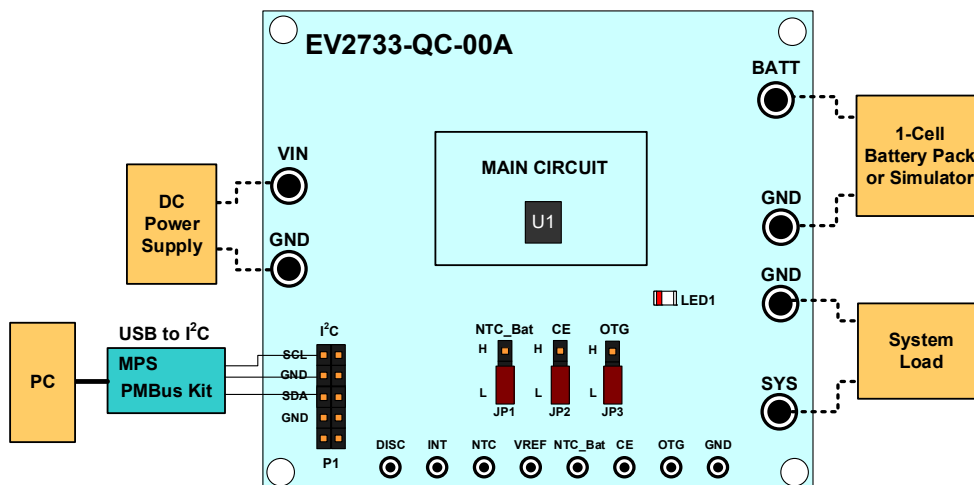 EV2733-QC-00A
BATT
1-Cell
Battery Pack
or Simulator
VIN
MAIN CIRCUIT
DC
Power
Supply
U1
GND
GND
GND
LED1
USB to I²C
I²C
NTC_Bat
CE
OTG
System
Load
PC
MPS
PMBus Kit
SCL
GND
SDA
GND
H
H
H
L
L
L
SYS
JP1
JP2
JP3
P1
DISC
INT
NTC
VREF
NTC_Bat
CE
OTG
GND